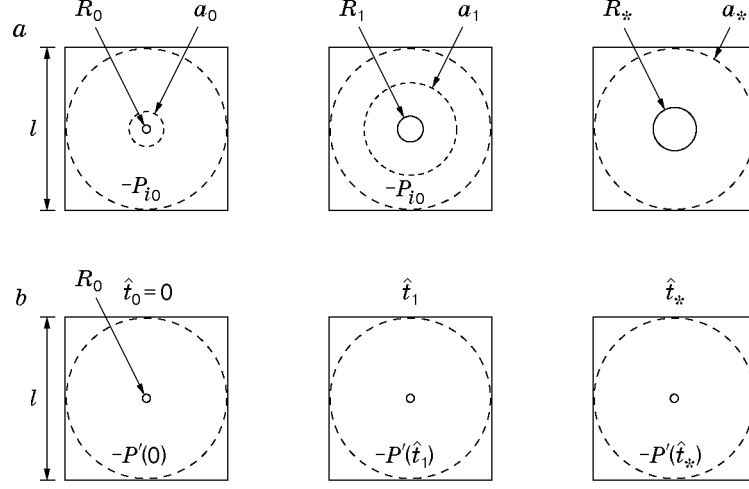 R₀ a₀ R₁ a₁ R* a*
a
l
-Pᵢ₀ -Pᵢ₀
b R₀ t̂₀=0 t̂₁ t̂*
l
-P′(0) -P′(t̂₁) -P′(t̂*)